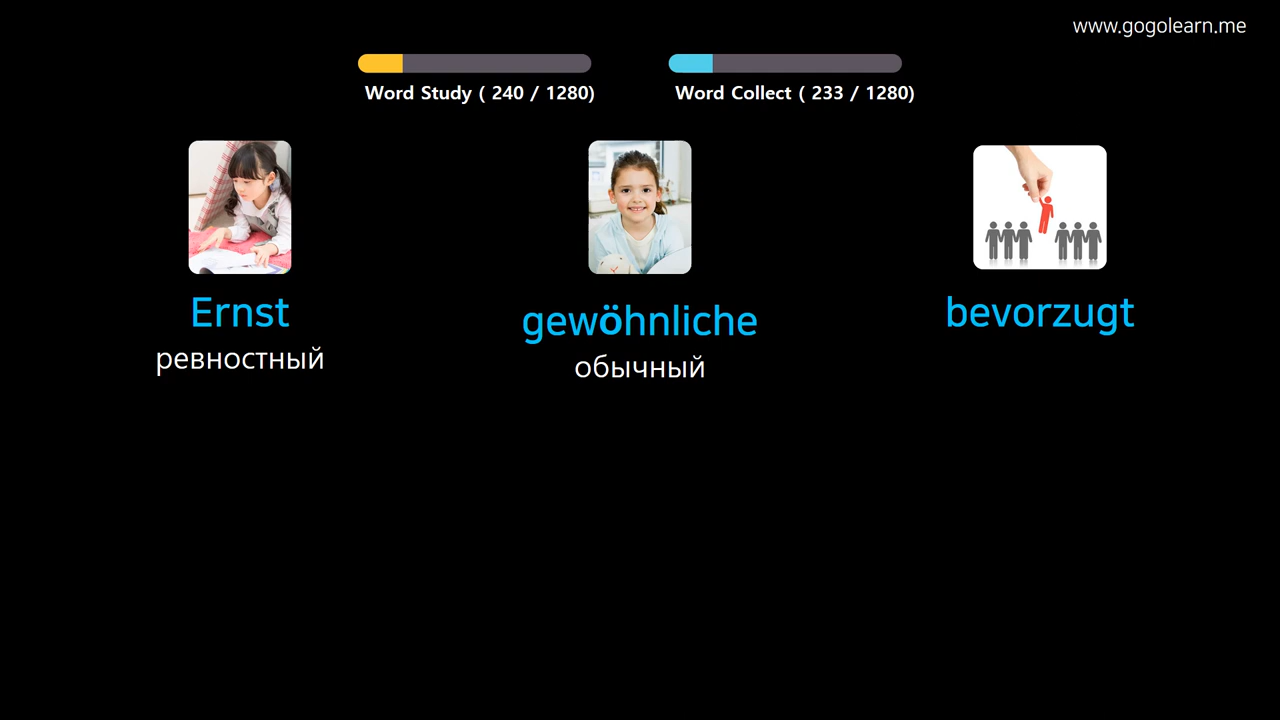 www.gogolearn.me
Word Study ( 240 / 1280)
Word Collect ( 233 / 1280)
Ernst
ревностный
gewöhnliche
обычный
bevorzugt